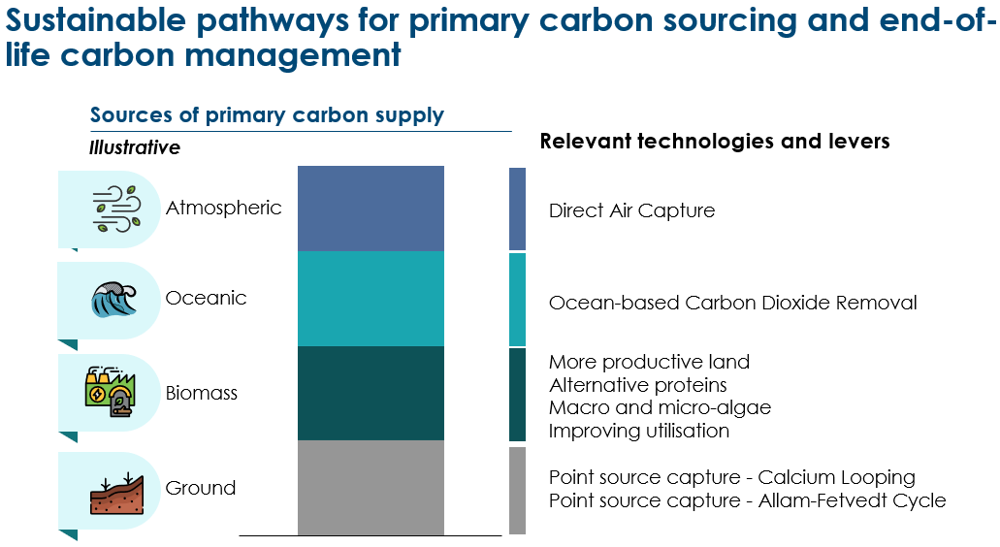 Sustainable pathways for primary carbon sourcing and end-of-
life carbon management
Sources of primary carbon supply
Illustrative
Relevant technologies and levers
Atmospheric
Direct Air Capture
Oceanic
Ocean-based Carbon Dioxide Removal
Biomass
More productive land
Alternative proteins
Macro and micro-algae
Improving utilisation
Ground
Point source capture - Calcium Looping
Point source capture - Allam-Fetvedt Cycle